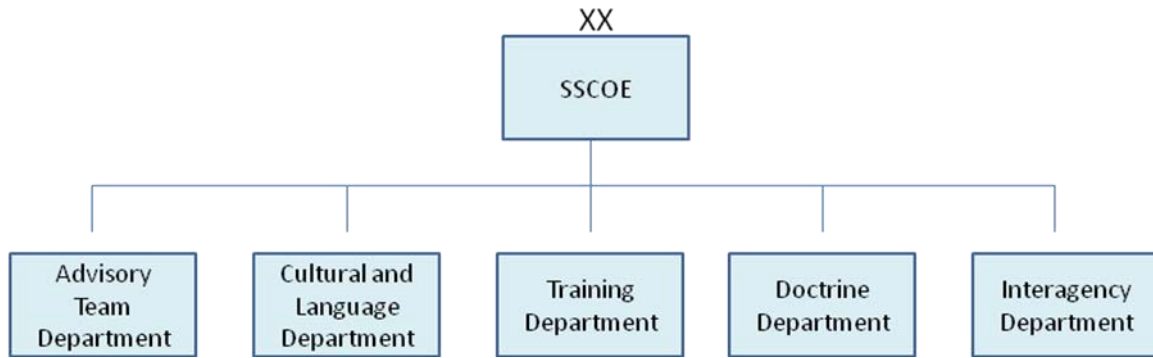 XX
SSCOE
Advisory
Team
Department
Cultural and
Language
Department
Training
Department
Doctrine
Department
Interagency
Department